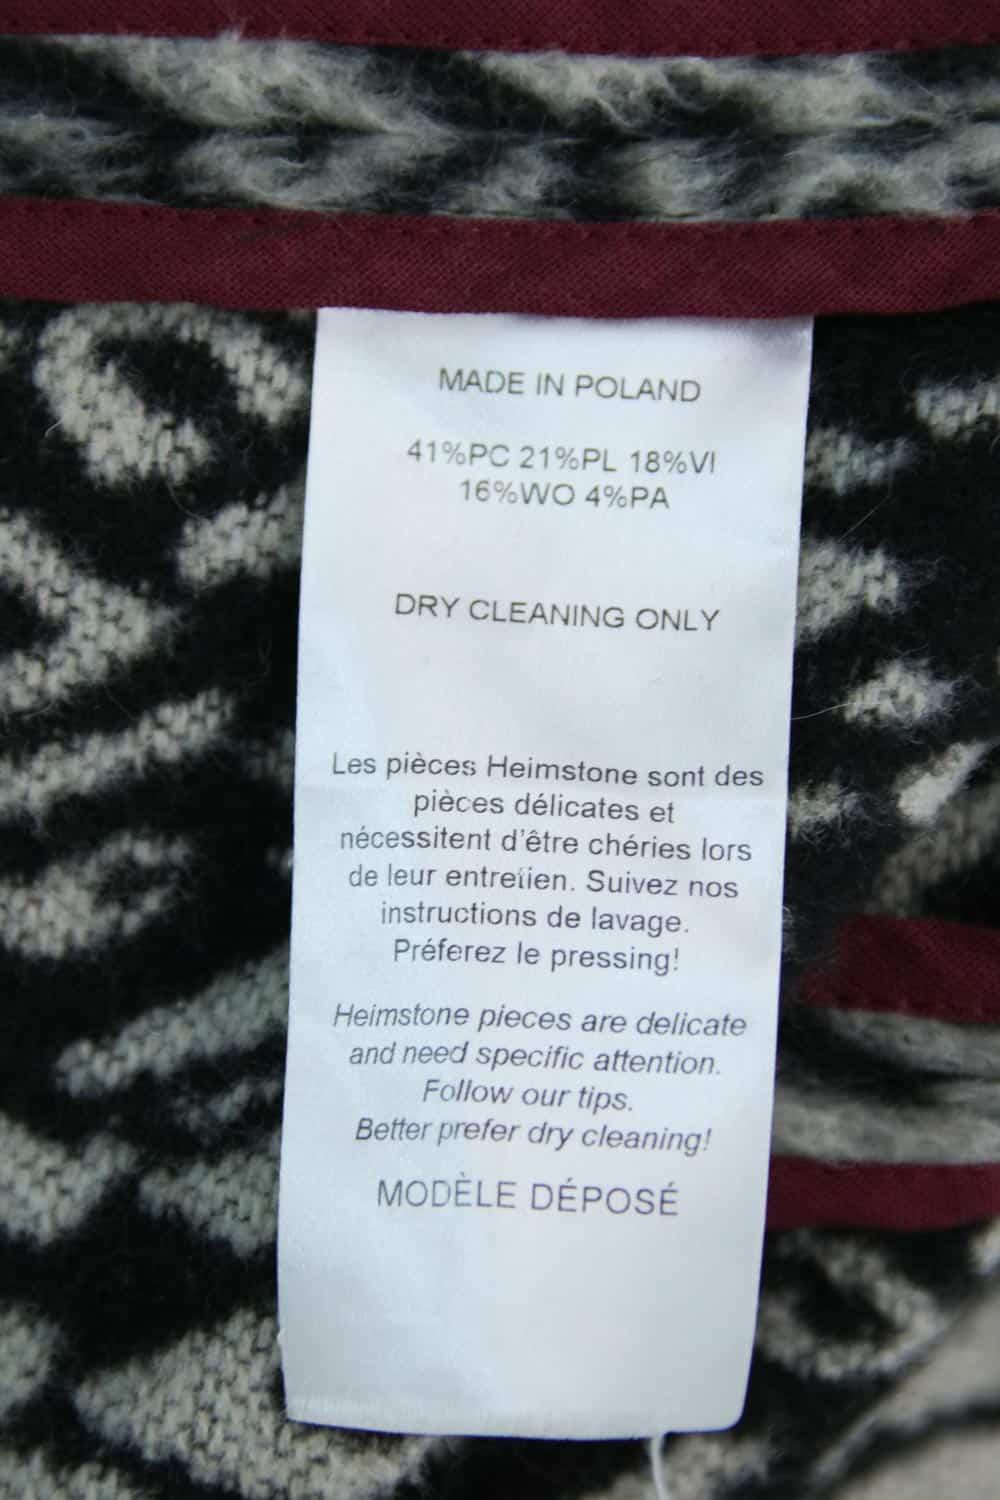 MADE IN POLAND
41%PC 21%PL 18%VI
16%WO 4%PA
DRY CLEANING ONLY
Les pièces Heimstone sont des
pièces délicates et
nécessitent d'être chéries lors
de leur entretien. Suivez nos
instructions de lavage.
Préferez le pressing!
Heimstone pieces are delicate
and need specific attention.
Follow our tips.
Better prefer dry cleaning!
MODÈLE DÉPOSÉ